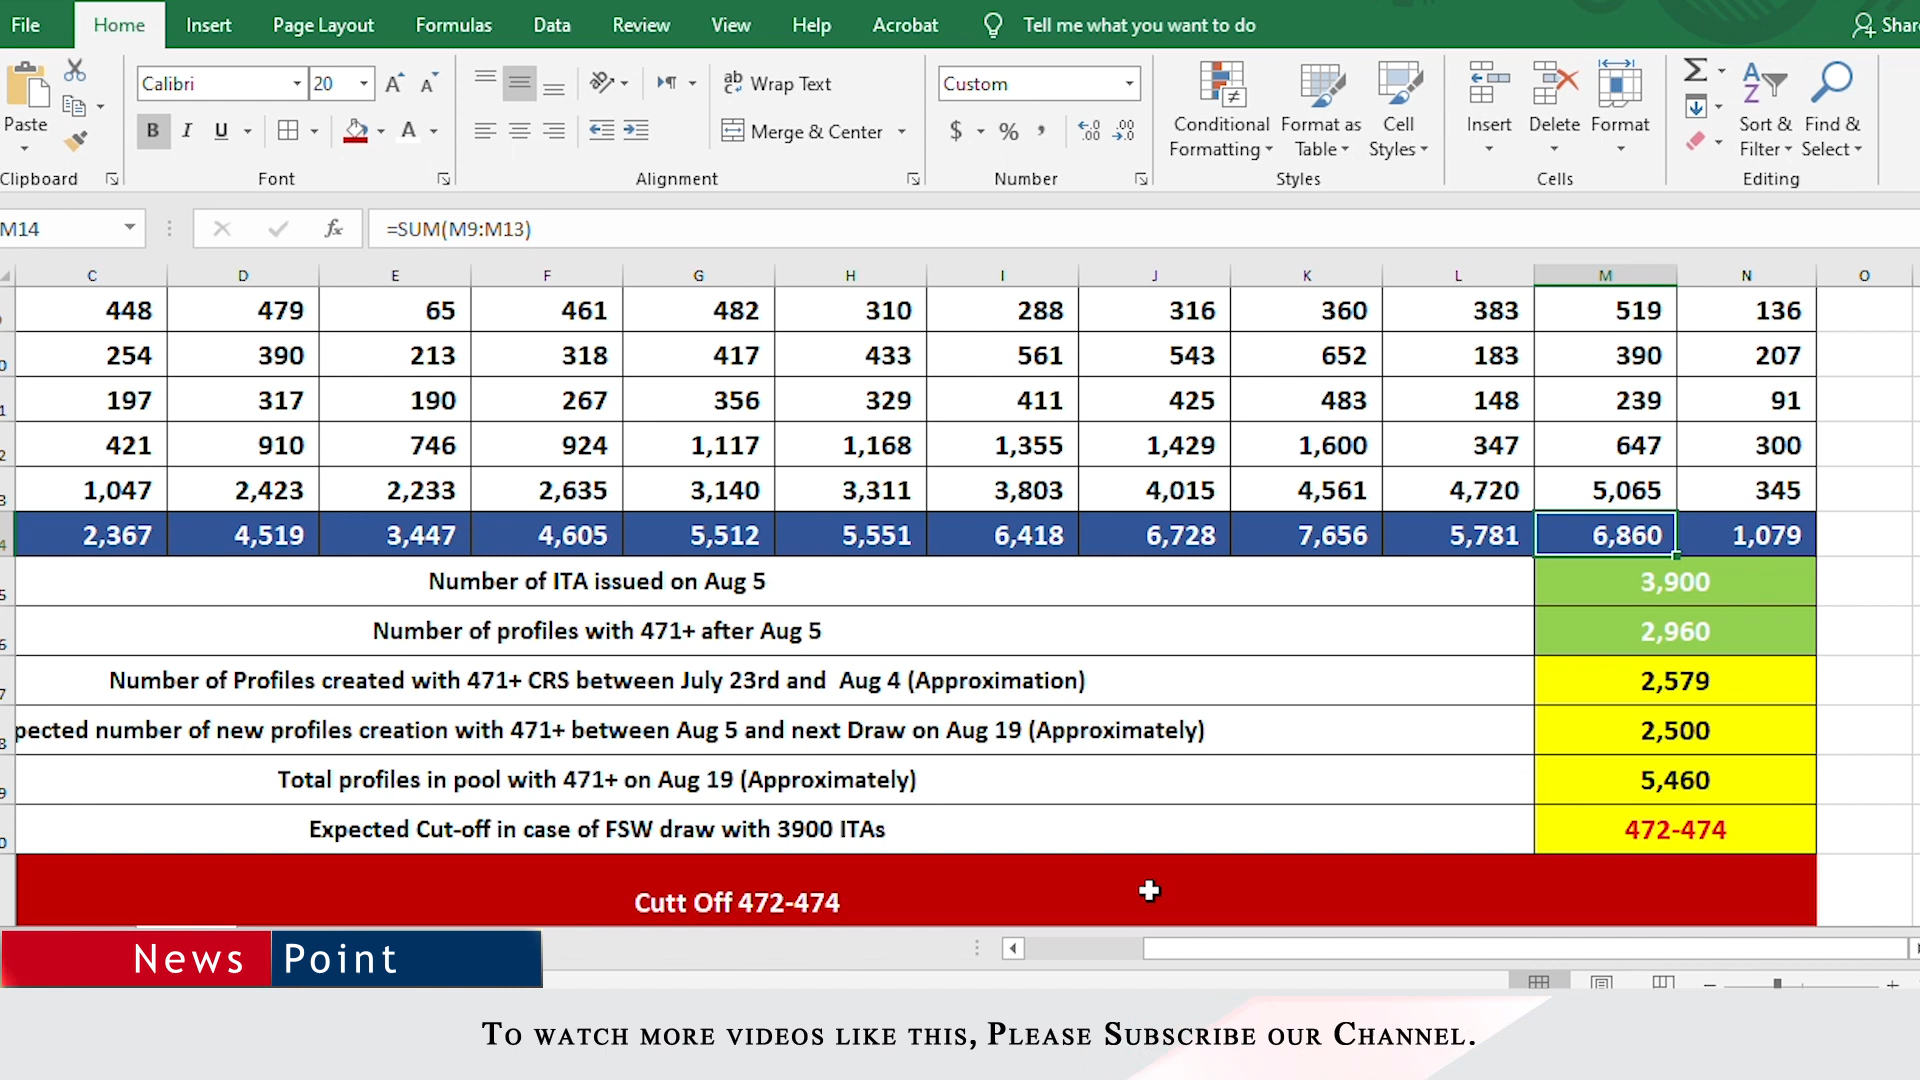 File Home Insert Page Layout Formulas Data Review View Help Acrobat Tell me what you want to do
Calibri 20 Wrap Text Custom
Paste B I U A Merge & Center $ % Conditional Formatting Format as Table Cell Styles Insert Delete Format Sort & Filter Find & Select
Clipboard Font Alignment Number Styles Cells Editing
M14 fx =SUM(M9:M13)
C D E F G H I J K L M N O
448 479 65 461 482 310 288 316 360 383 519 136
254 390 213 318 417 433 561 543 652 183 390 207
197 317 190 267 356 329 411 425 483 148 239 91
421 910 746 924 1,117 1,168 1,355 1,429 1,600 347 647 300
1,047 2,423 2,233 2,635 3,140 3,311 3,803 4,015 4,561 4,720 5,065 345
2,367 4,519 3,447 4,605 5,512 5,551 6,418 6,728 7,656 5,781 6,860 1,079
Number of ITA issued on Aug 5 3,900
Number of profiles with 471+ after Aug 5 2,960
Number of Profiles created with 471+ CRS between July 23rd and Aug 4 (Approximation) 2,579
pected number of new profiles creation with 471+ between Aug 5 and next Draw on Aug 19 (Approximately) 2,500
Total profiles in pool with 471+ on Aug 19 (Approximately) 5,460
Expected Cut-off in case of FSW draw with 3900 ITAs 472-474
Cutt Off 472-474
News Point
To watch more videos like this, Please Subscribe our Channel.